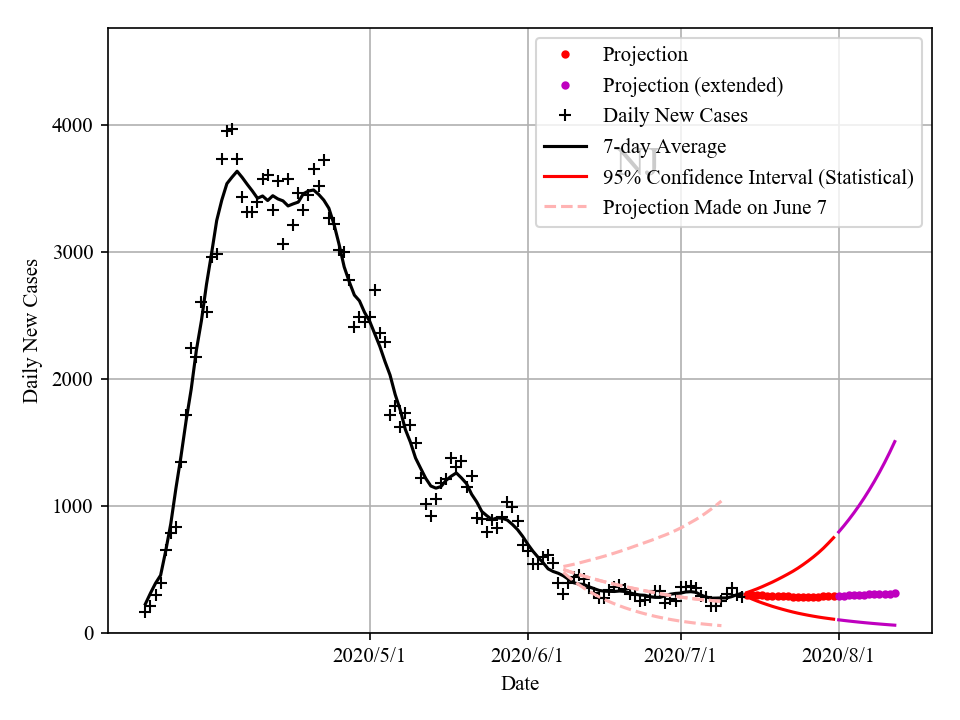 Projection
Projection (extended)
Daily New Cases
7-day Average
95% Confidence Interval (Statistical)
Projection Made on June 7
NJ
4000
3000
2000
1000
0
Daily New Cases
2020/5/1
2020/6/1
2020/7/1
2020/8/1
Date